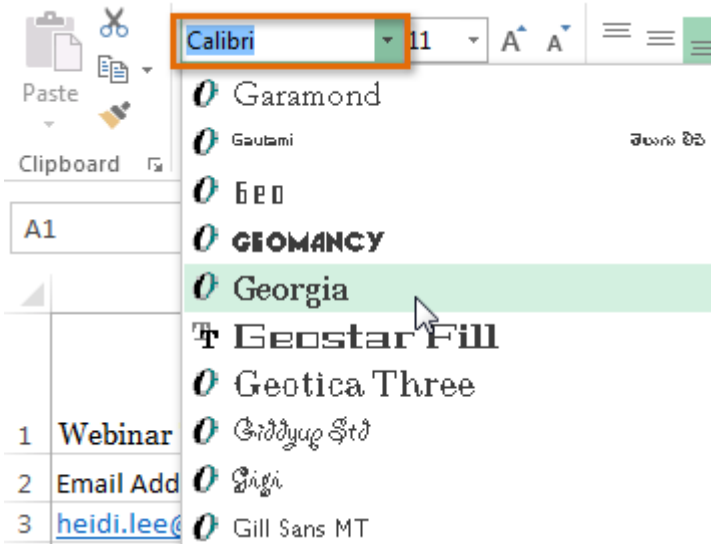 Calibri 11 A A
Paste
Clipboard
A1
Garamond
Gautami తెలుగు లిపి
Geo
GEOMANCY
Georgia
Geostar Fill
Geotica Three
Giddyup Std
Gigi
Gill Sans MT
1 Webinar
2 Email Add
3 heidi.lee@